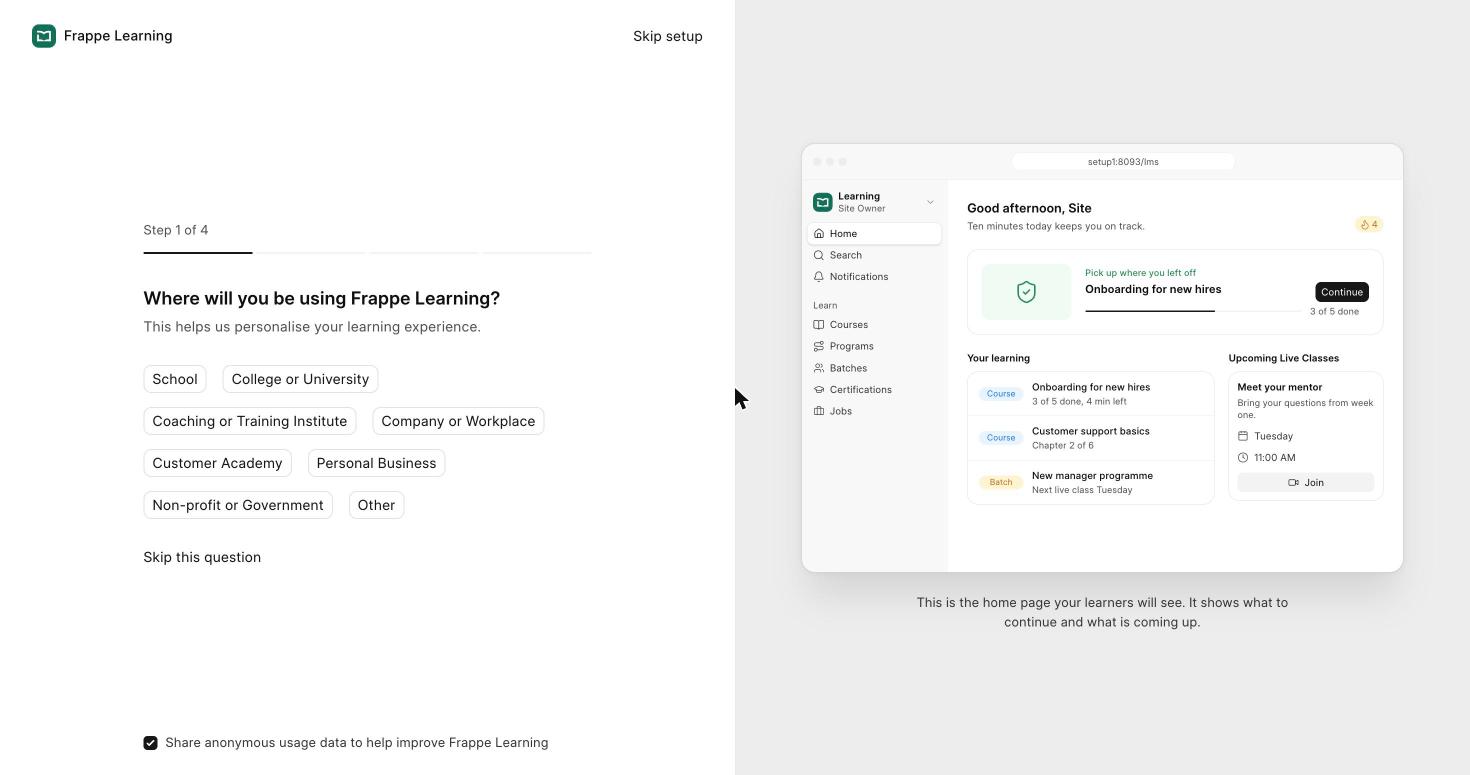 Frappe Learning
Skip setup
Step 1 of 4
Where will you be using Frappe Learning?
This helps us personalise your learning experience.
School
College or University
Coaching or Training Institute
Company or Workplace
Customer Academy
Personal Business
Non-profit or Government
Other
Skip this question
Share anonymous usage data to help improve Frappe Learning
setup1:8093/lms
Learning
Site Owner
Home
Search
Notifications
Learn
Courses
Programs
Batches
Certifications
Jobs
Good afternoon, Site
Ten minutes today keeps you on track.
4
Pick up where you left off
Onboarding for new hires
Continue
3 of 5 done
Your learning
Course
Onboarding for new hires
3 of 5 done, 4 min left
Course
Customer support basics
Chapter 2 of 6
Batch
New manager programme
Next live class Tuesday
Upcoming Live Classes
Meet your mentor
Bring your questions from week
one.
Tuesday
11:00 AM
Join
This is the home page your learners will see. It shows what to
continue and what is coming up.